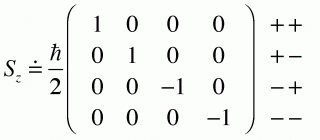 1 0 0 0 ++
S_z ≐ ħ/2 0 1 0 0 +−
0 0 −1 0 −+
0 0 0 −1 −−